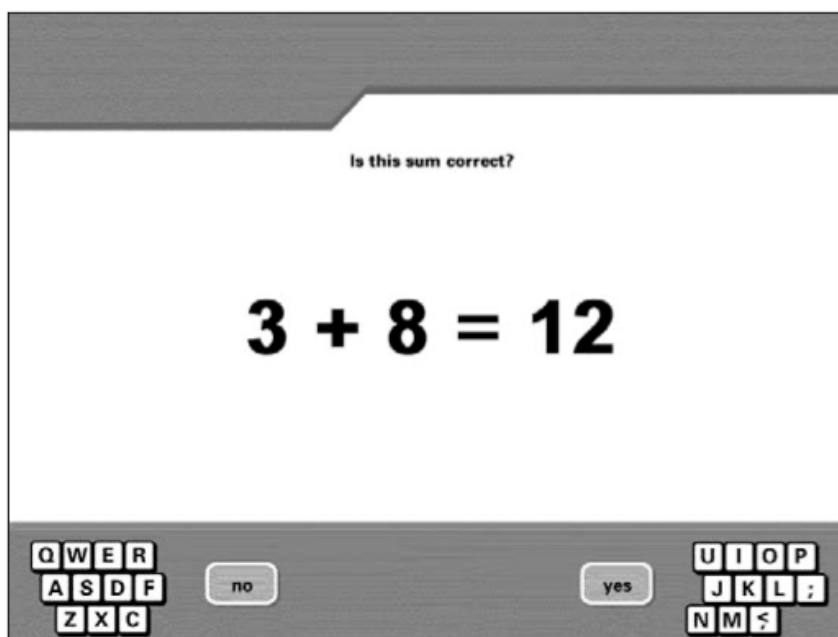 Is this sum correct?
3 + 8 = 12
Q W E R
A S D F
Z X C
no
yes
U I O P
J K L ;
N M <